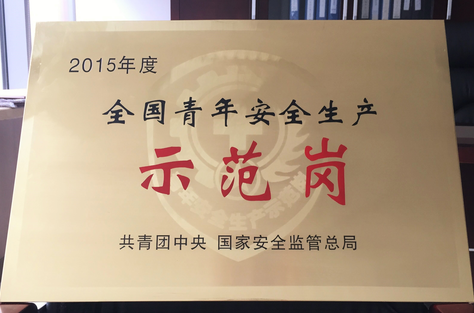 2015年度
全国青年安全生产
示范岗
共青团中央 国家安全监管总局